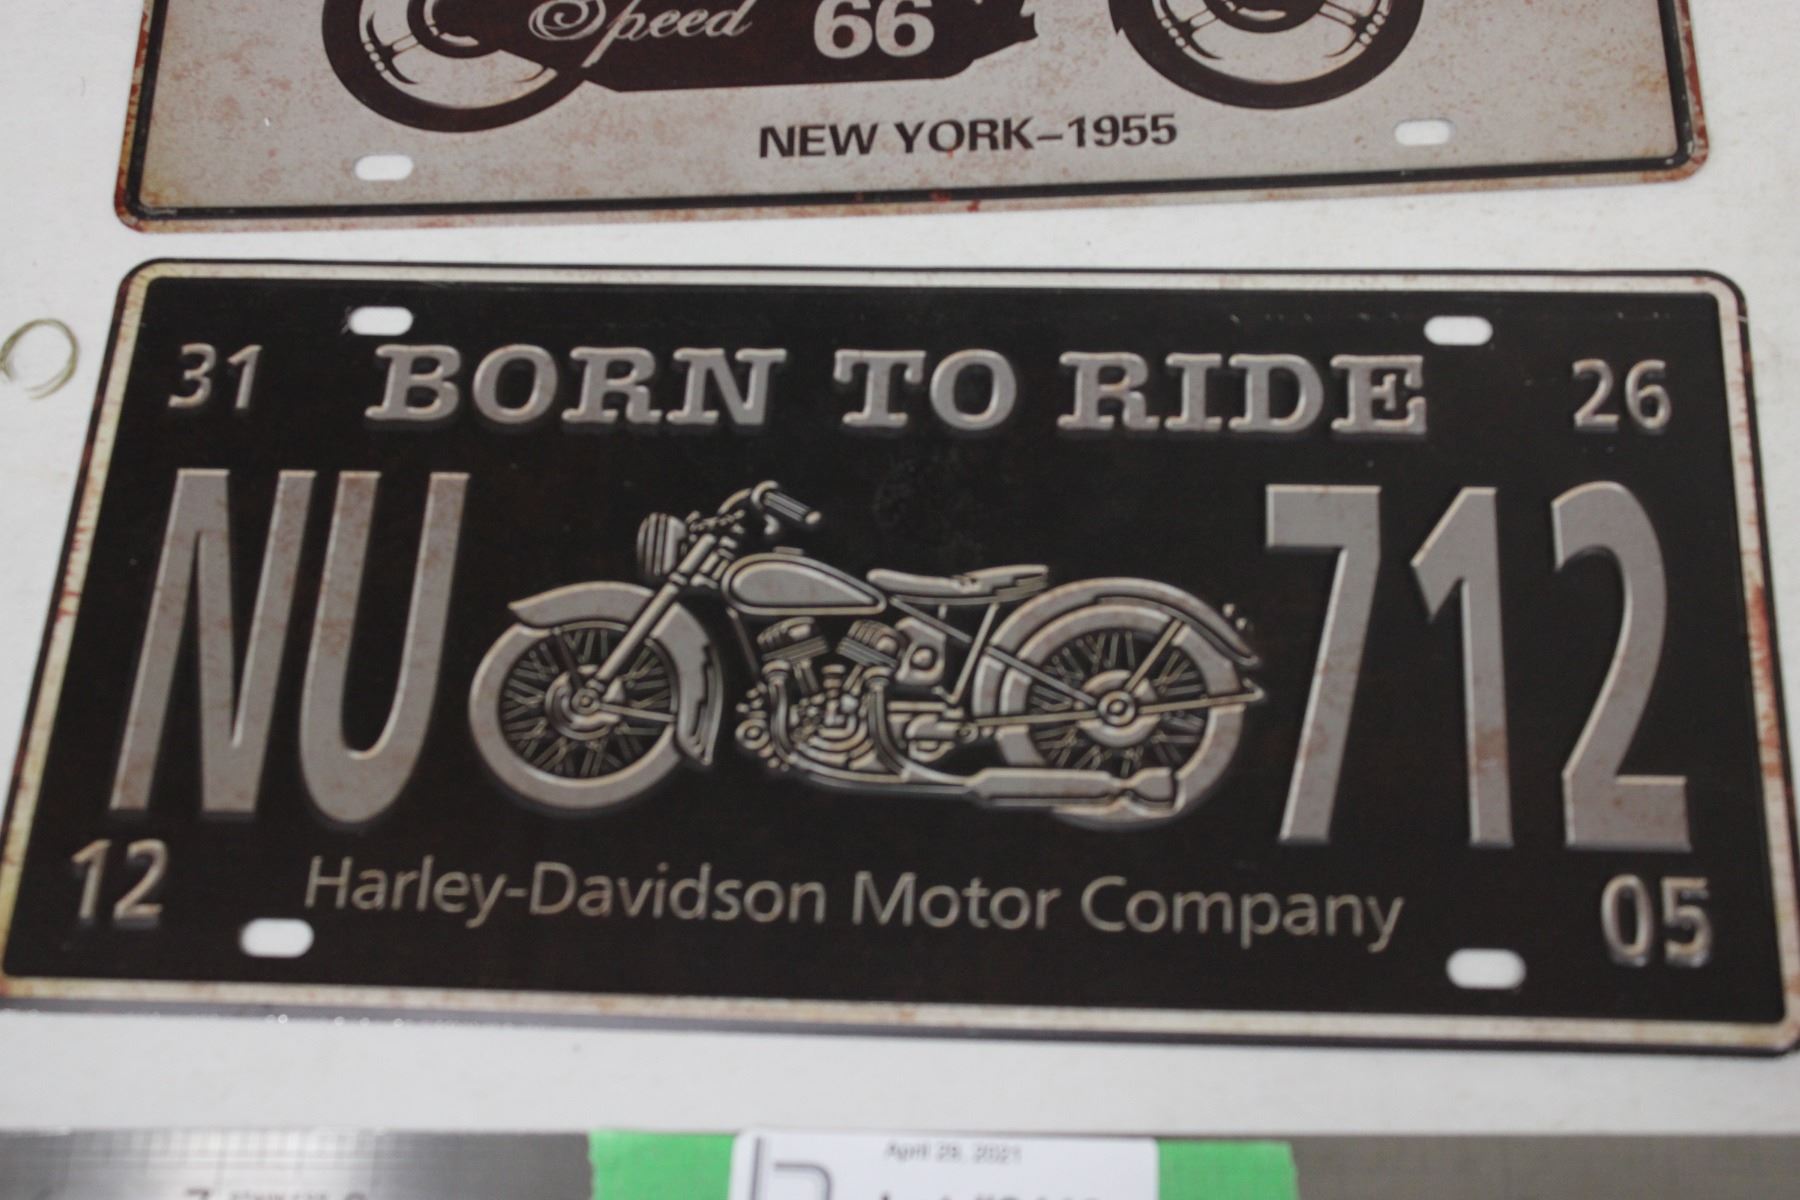 Speed 66
NEW YORK–1955
31 BORN TO RIDE 26
NU 712
12 Harley-Davidson Motor Company 05
April 29, 2021